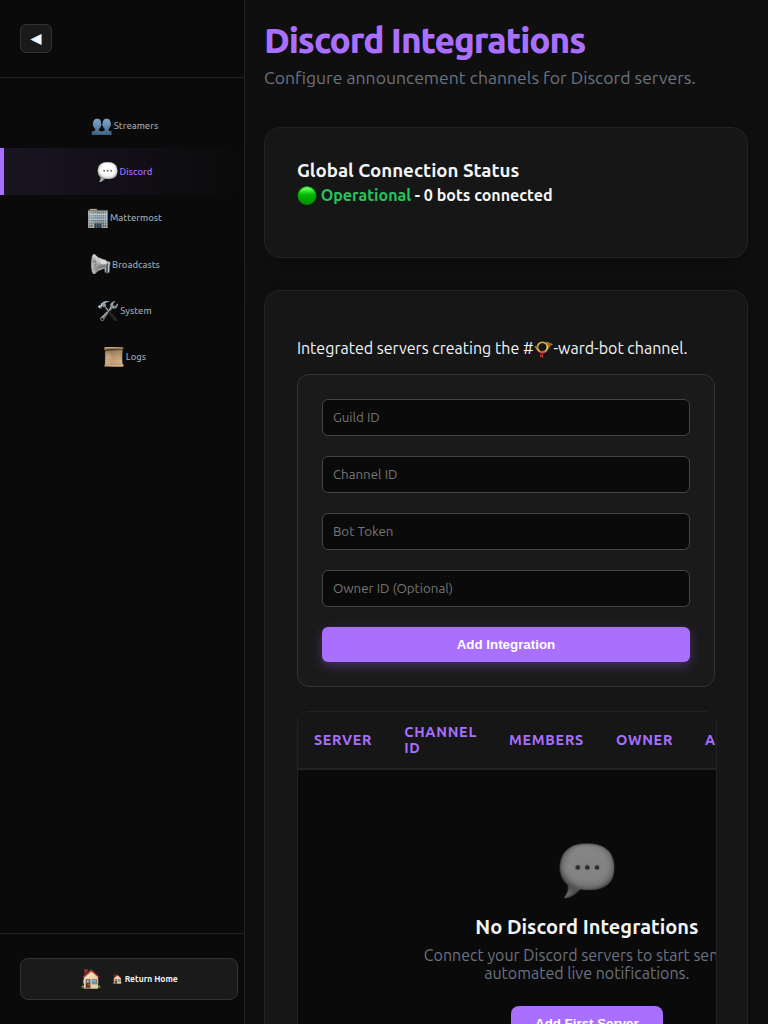 ◀
Discord Integrations
Configure announcement channels for Discord servers.
👥 Streamers
💬 Discord
🏢 Mattermost
📢 Broadcasts
🛠️ System
📜 Logs
Global Connection Status
🟢 Operational - 0 bots connected
Integrated servers creating the #📯-ward-bot channel.
Guild ID
Channel ID
Bot Token
Owner ID (Optional)
Add Integration
SERVER CHANNEL ID MEMBERS OWNER A
💬
No Discord Integrations
Connect your Discord servers to start sen
automated live notifications.
Add First Server
🏠 🏠 Return Home